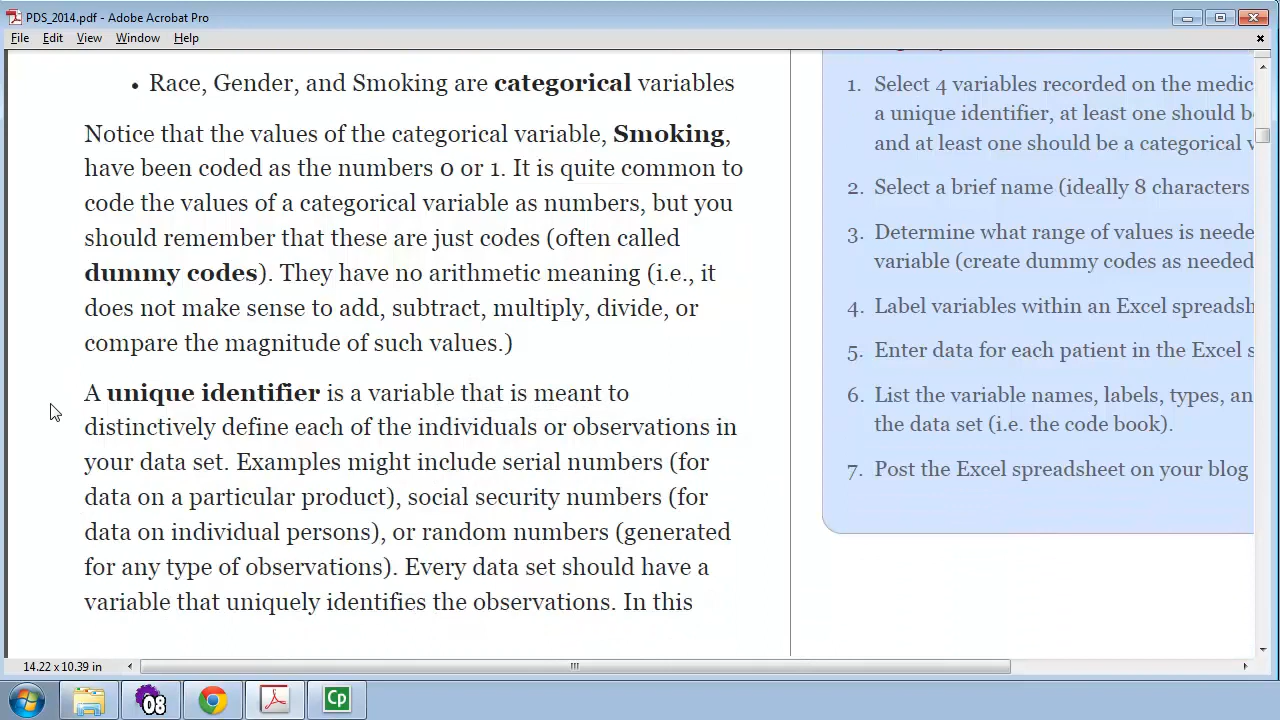 PDS_2014.pdf - Adobe Acrobat Pro
File Edit View Window Help
• Race, Gender, and Smoking are categorical variables
Notice that the values of the categorical variable, Smoking,
have been coded as the numbers 0 or 1. It is quite common to
code the values of a categorical variable as numbers, but you
should remember that these are just codes (often called
dummy codes). They have no arithmetic meaning (i.e., it
does not make sense to add, subtract, multiply, divide, or
compare the magnitude of such values.)
A unique identifier is a variable that is meant to
distinctively define each of the individuals or observations in
your data set. Examples might include serial numbers (for
data on a particular product), social security numbers (for
data on individual persons), or random numbers (generated
for any type of observations). Every data set should have a
variable that uniquely identifies the observations. In this
1. Select 4 variables recorded on the medic
a unique identifier, at least one should b
and at least one should be a categorical v
2. Select a brief name (ideally 8 characters
3. Determine what range of values is neede
variable (create dummy codes as needed
4. Label variables within an Excel spreadsh
5. Enter data for each patient in the Excel s
6. List the variable names, labels, types, an
the data set (i.e. the code book).
7. Post the Excel spreadsheet on your blog
14.22 x 10.39 in
08
Cp